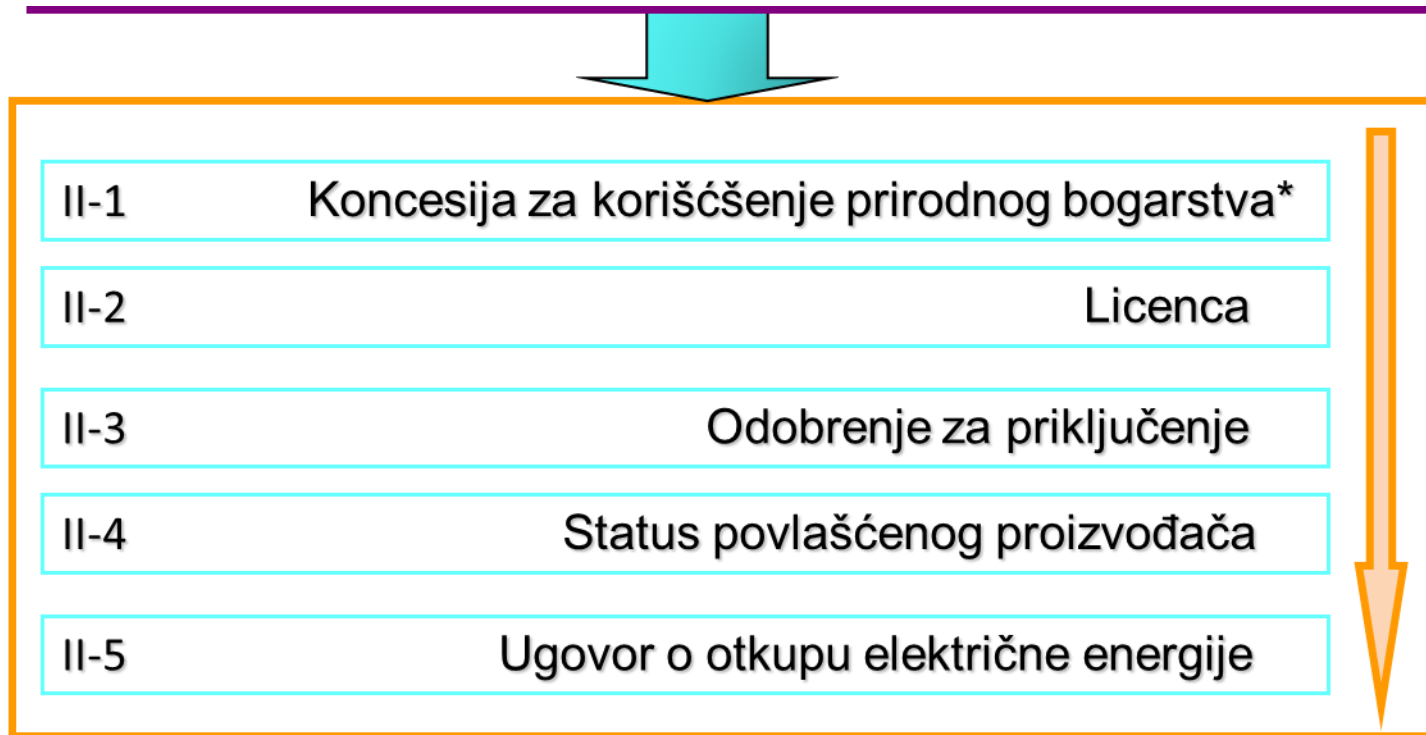 II-1 Koncesija za korišćšenje prirodnog bogarstva*
II-2 Licenca
II-3 Odobrenje za priključenje
II-4 Status povlašćenog proizvođača
II-5 Ugovor o otkupu električne energije